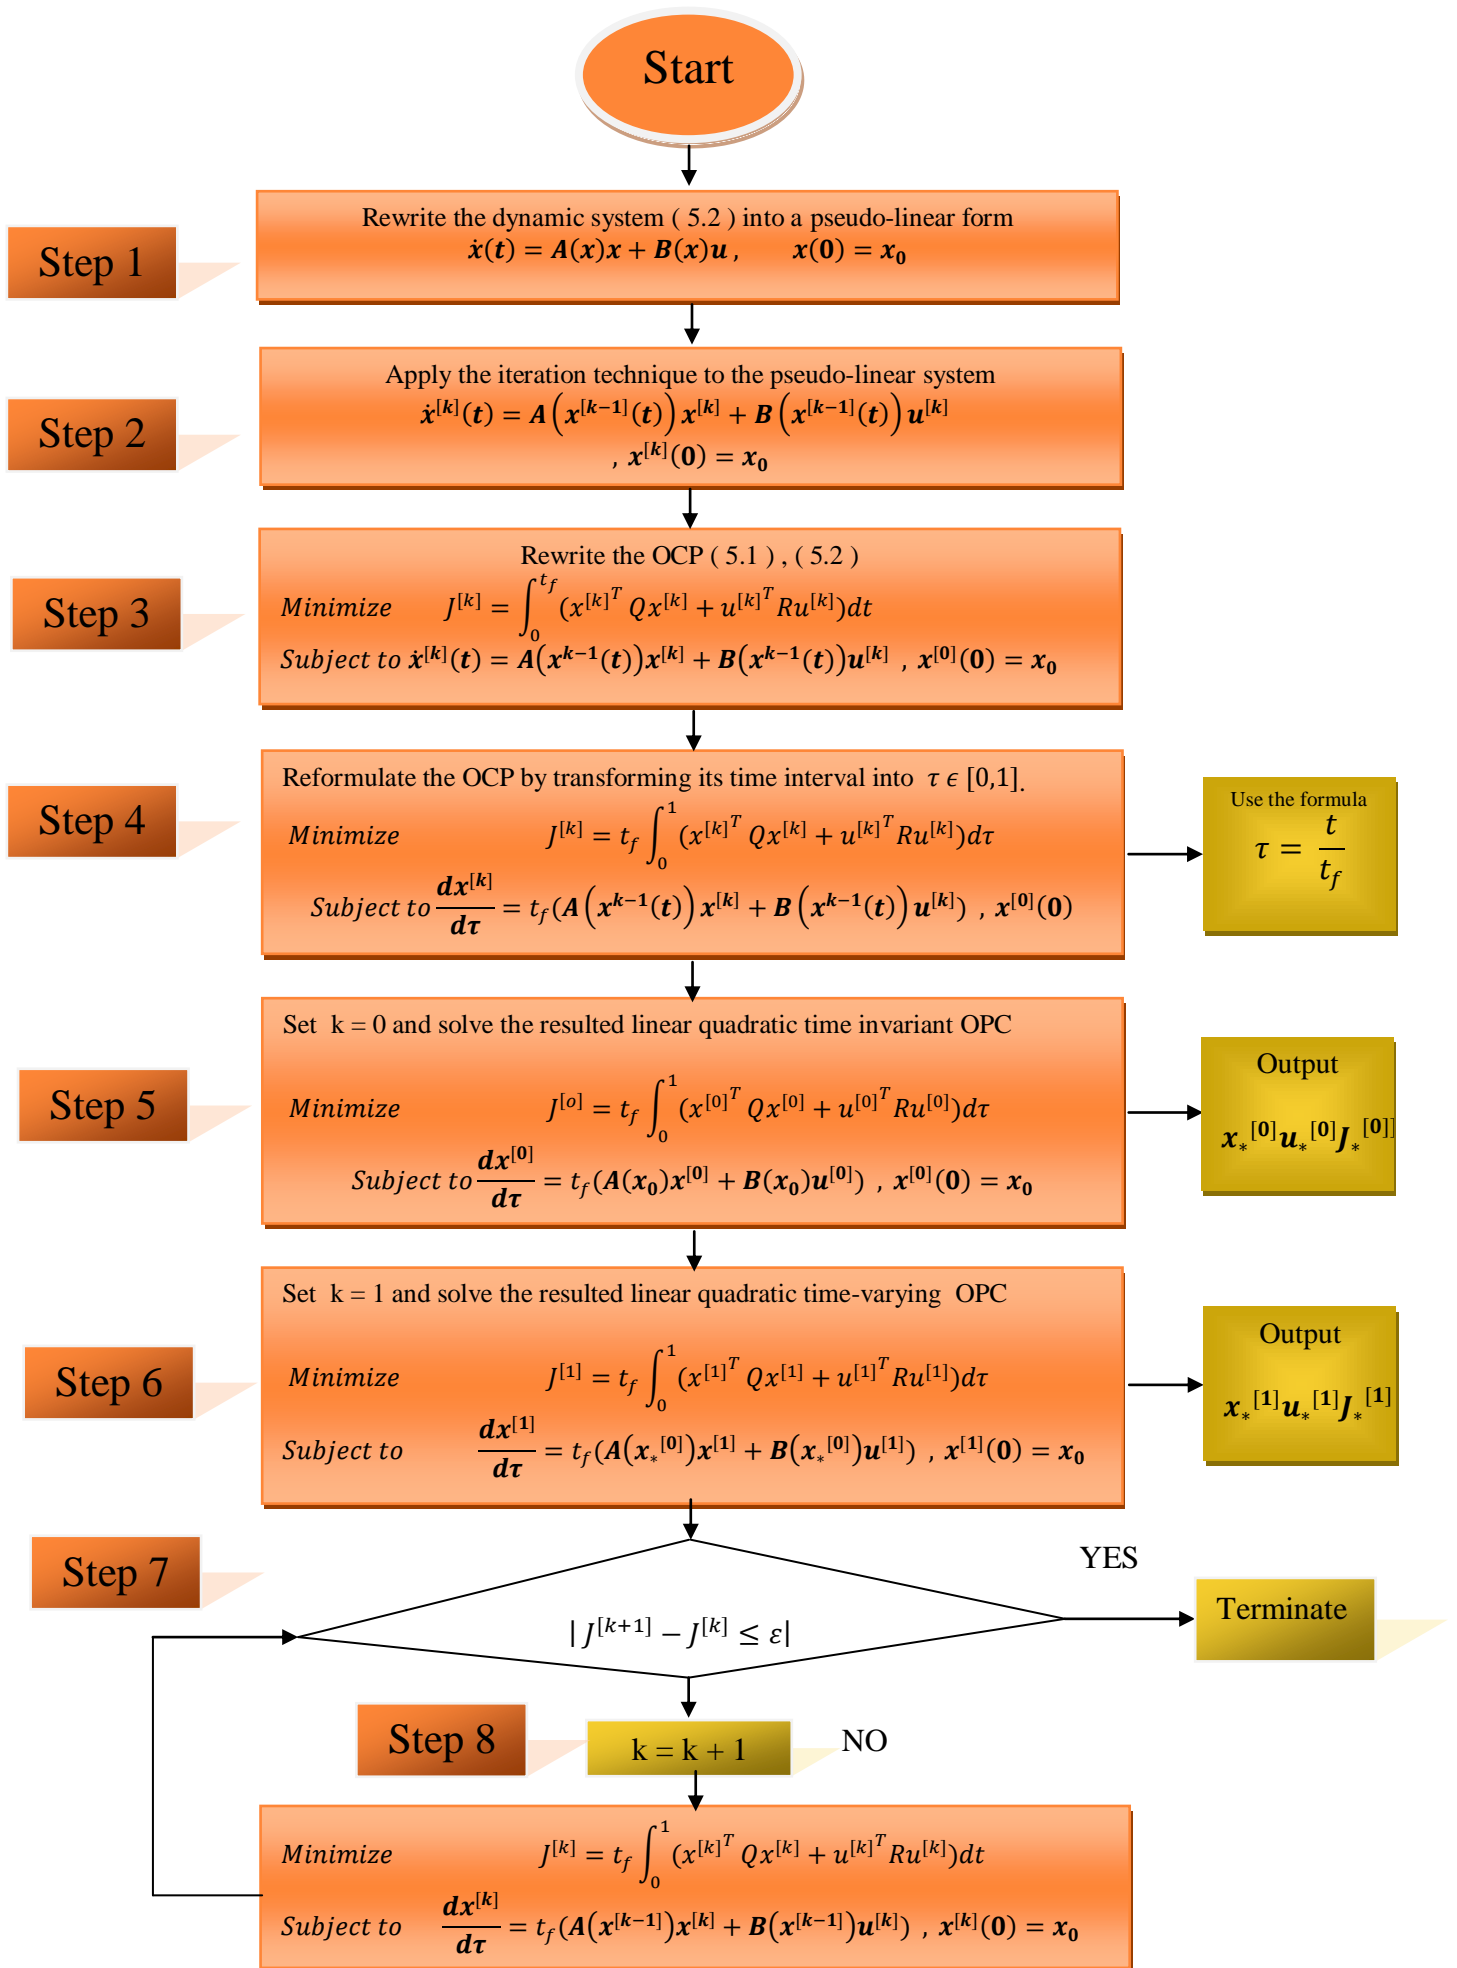 Start
Step 1
Rewrite the dynamic system ( 5.2 ) into a pseudo-linear form
ẋ(t) = A(x)x + B(x)u , x(0) = x₀
Step 2
Apply the iteration technique to the pseudo-linear system
ẋ^[k](t) = A(x^[k−1](t)) x^[k] + B(x^[k−1](t)) u^[k]
, x^[k](0) = x₀
Step 3
Rewrite the OCP ( 5.1 ) , ( 5.2 )
Minimize J^[k] = ∫₀^{t_f} (x^[k]ᵀ Qx^[k] + u^[k]ᵀ Ru^[k])dt
Subject to ẋ^[k](t) = A(x^{k−1}(t))x^[k] + B(x^{k−1}(t))u^[k] , x^[0](0) = x₀
Step 4
Reformulate the OCP by transforming its time interval into τ ϵ [0,1].
Minimize J^[k] = t_f ∫₀¹ (x^[k]ᵀ Qx^[k] + u^[k]ᵀ Ru^[k])dτ
Subject to dx^[k]/dτ = t_f(A(x^{k−1}(t)) x^[k] + B(x^{k−1}(t)) u^[k]) , x^[0](0)
Use the formula
τ = t/t_f
Step 5
Set k = 0 and solve the resulted linear quadratic time invariant OPC
Minimize J^[o] = t_f ∫₀¹ (x^[0]ᵀ Qx^[0] + u^[0]ᵀ Ru^[0])dτ
Subject to dx^[0]/dτ = t_f(A(x₀)x^[0] + B(x₀)u^[0]) , x^[0](0) = x₀
Output
x_*^[0] u_*^[0] J_*^[0]]
Step 6
Set k = 1 and solve the resulted linear quadratic time-varying OPC
Minimize J^[1] = t_f ∫₀¹ (x^[1]ᵀ Qx^[1] + u^[1]ᵀ Ru^[1])dτ
Subject to dx^[1]/dτ = t_f(A(x_*^[0])x^[1] + B(x_*^[0])u^[1]) , x^[1](0) = x₀
Output
x_*^[1] u_*^[1] J_*^[1]
Step 7
| J^[k+1] − J^[k] ≤ ε|
YES
Terminate
Step 8
k = k + 1
NO
Minimize J^[k] = t_f ∫₀¹ (x^[k]ᵀ Qx^[k] + u^[k]ᵀ Ru^[k])dt
Subject to dx^[k]/dτ = t_f(A(x^[k−1])x^[k] + B(x^[k−1])u^[k]) , x^[k](0) = x₀